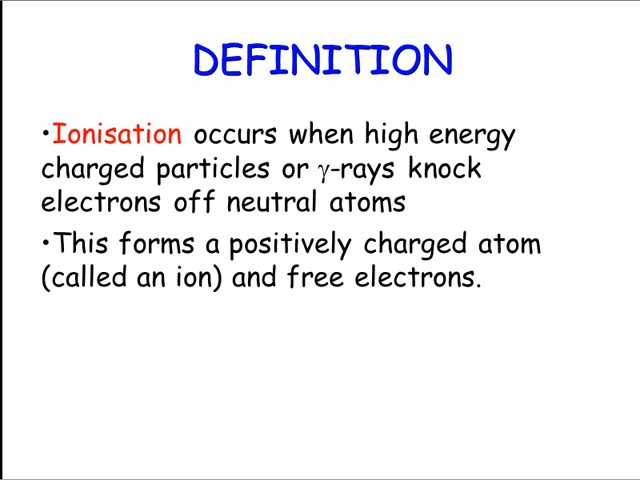 DEFINITION
•Ionisation occurs when high energy
charged particles or γ-rays knock
electrons off neutral atoms
•This forms a positively charged atom
(called an ion) and free electrons.